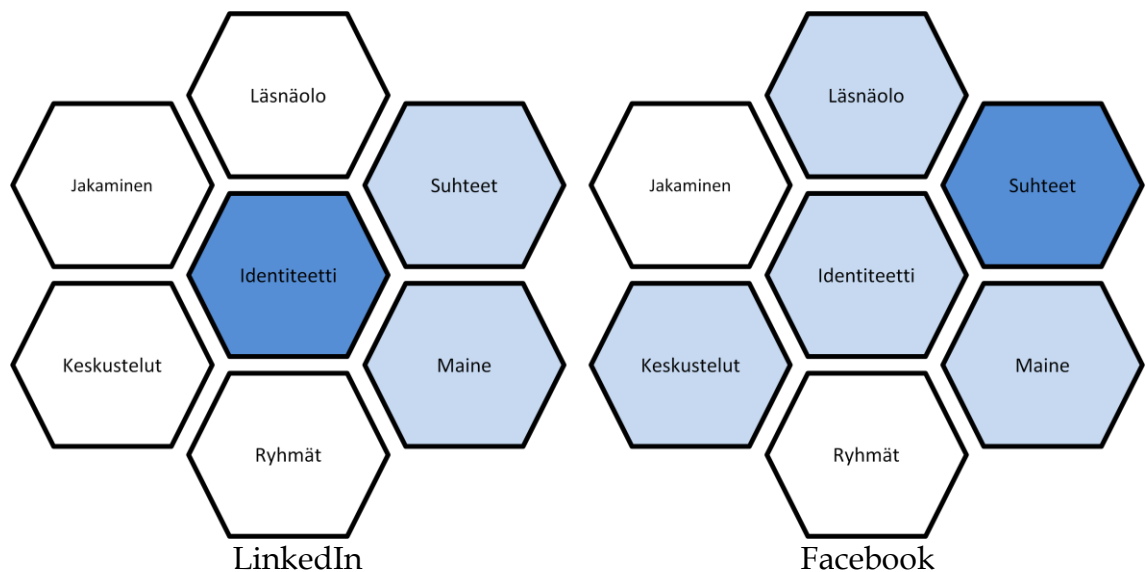 Läsnäolo
Jakaminen
Suhteet
Identiteetti
Keskustelut
Maine
Ryhmät
LinkedIn
Läsnäolo
Jakaminen
Suhteet
Identiteetti
Keskustelut
Maine
Ryhmät
Facebook